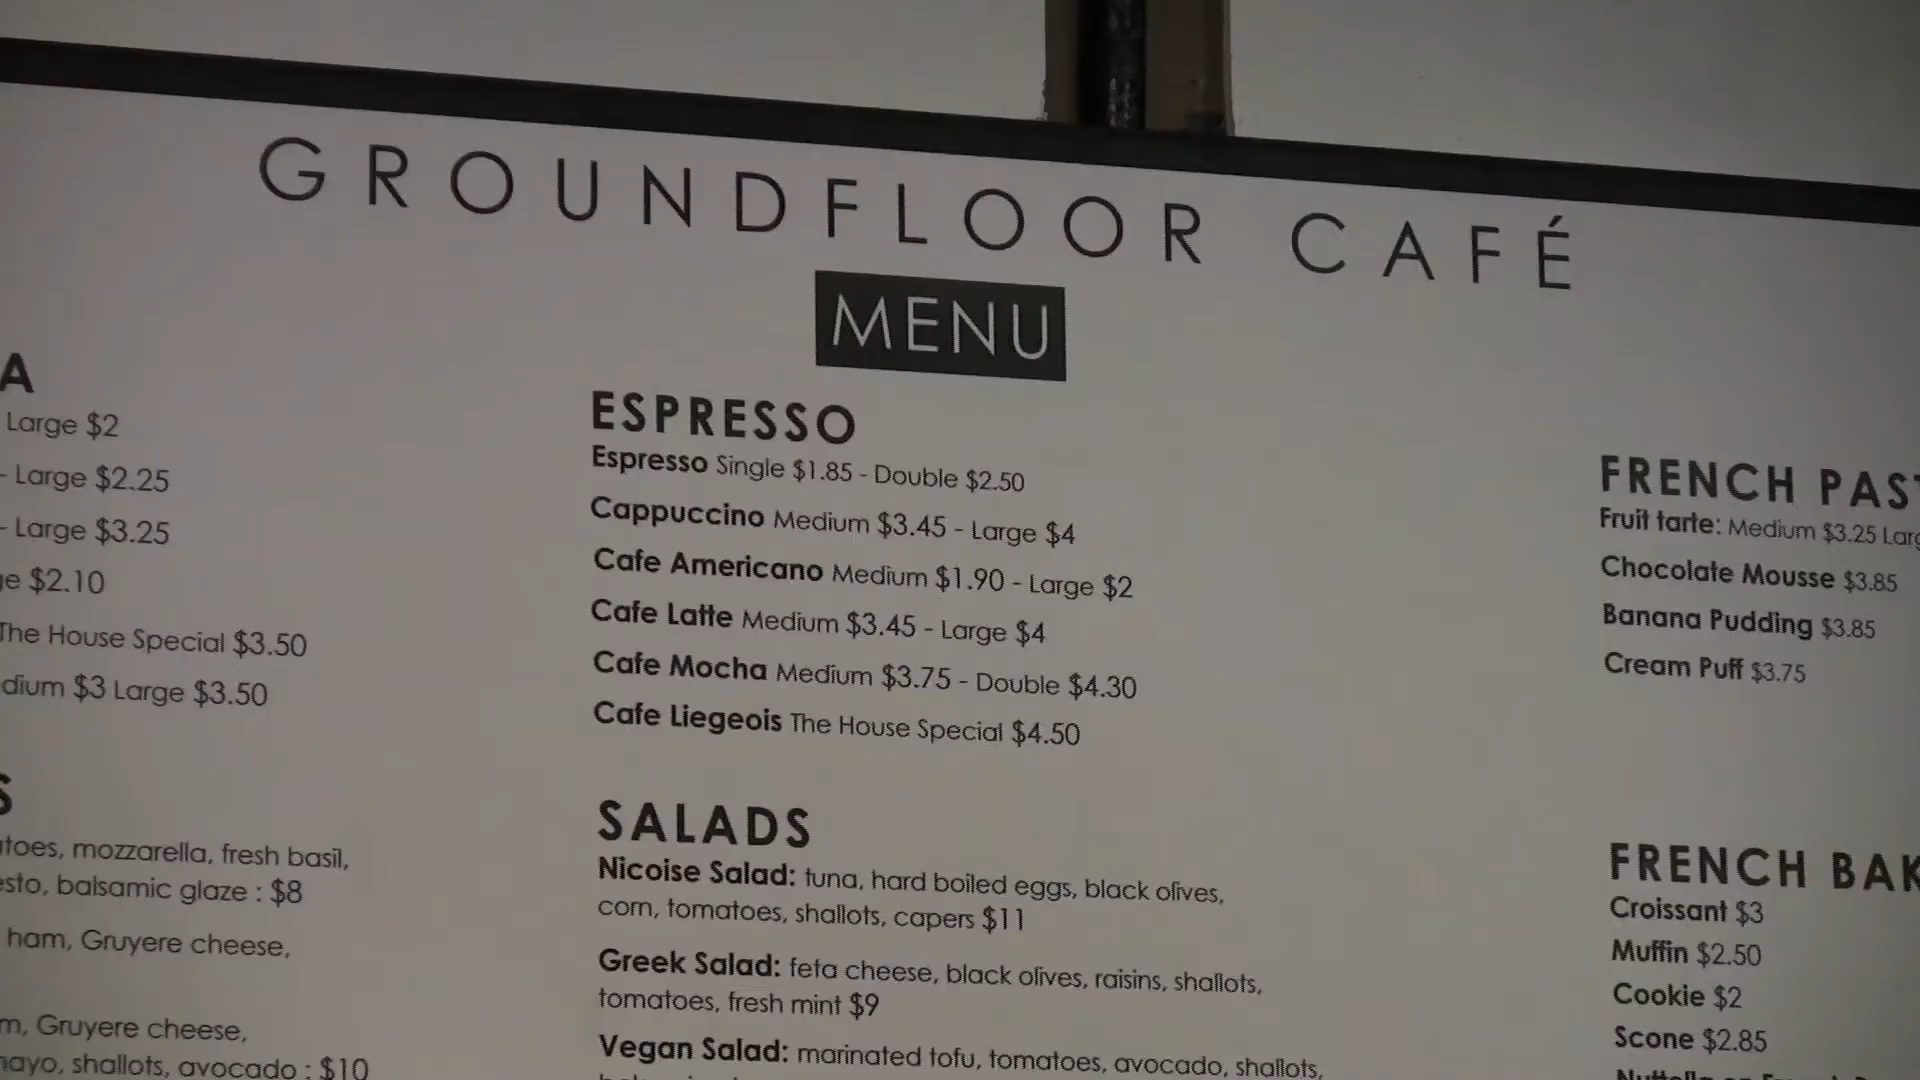 GROUNDFLOOR CAFÉ
MENU
A
Large $2
- Large $2.25
- Large $3.25
$2.10
The House Special $3.50
$3 Large $3.50
S
mozzarella, fresh basil,
balsamic glaze : $8
ham, Gruyere cheese,
Gruyere cheese,
shallots, avocado : $10
ESPRESSO
Espresso Single $1.85 - Double $2.50
Cappuccino Medium $3.45 - Large $4
Cafe Americano Medium $1.90 - Large $2
Cafe Latte Medium $3.45 - Large $4
Cafe Mocha Medium $3.75 - Double $4.30
Cafe Liegeois The House Special $4.50
SALADS
Nicoise Salad: tuna, hard boiled eggs, black olives,
corn, tomatoes, shallots, capers $11
Greek Salad: feta cheese, black olives, raisins, shallots,
tomatoes, fresh mint $9
Vegan Salad: marinated tofu, tomatoes, avocado, shallots,
FRENCH PAST
Fruit tarte: Medium $3.25 Larg
Chocolate Mousse $3.85
Banana Pudding $3.85
Cream Puff $3.75
FRENCH BAK
Croissant $3
Muffin $2.50
Cookie $2
Scone $2.85